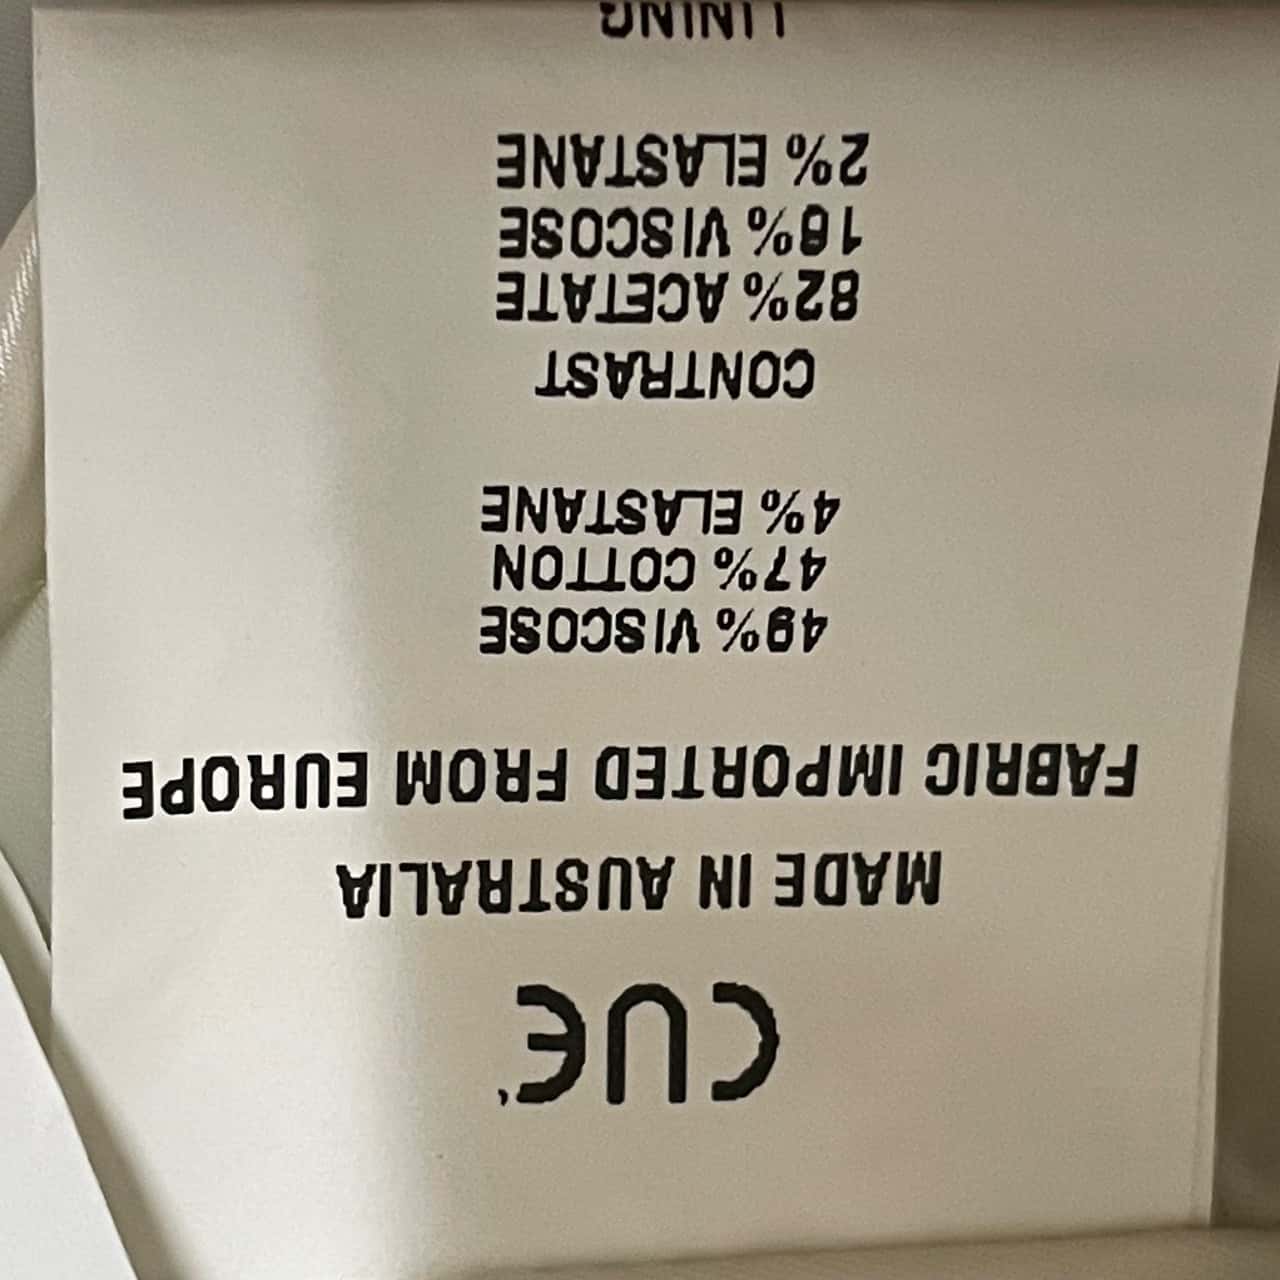 CUE
MADE IN AUSTRALIA
FABRIC IMPORTED FROM EUROPE
49% VISCOSE
47% COTTON
4% ELASTANE
CONTRAST
82% ACETATE
16% VISCOSE
2% ELASTANE
LINING